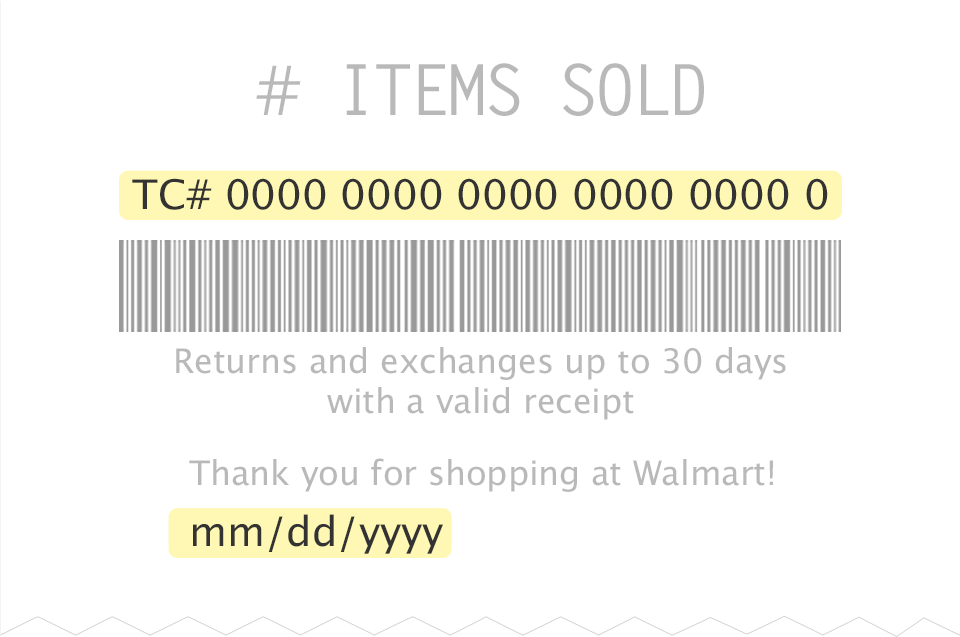 # ITEMS SOLD
TC# 0000 0000 0000 0000 0000 0
Returns and exchanges up to 30 days
with a valid receipt
Thank you for shopping at Walmart!
mm/dd/yyyy